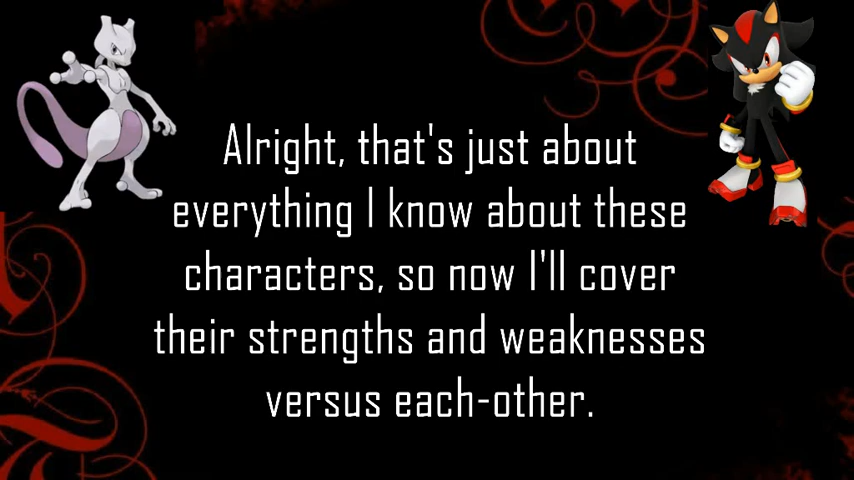 Alright, that's just about
everything I know about these
characters, so now I'll cover
their strengths and weaknesses
versus each-other.